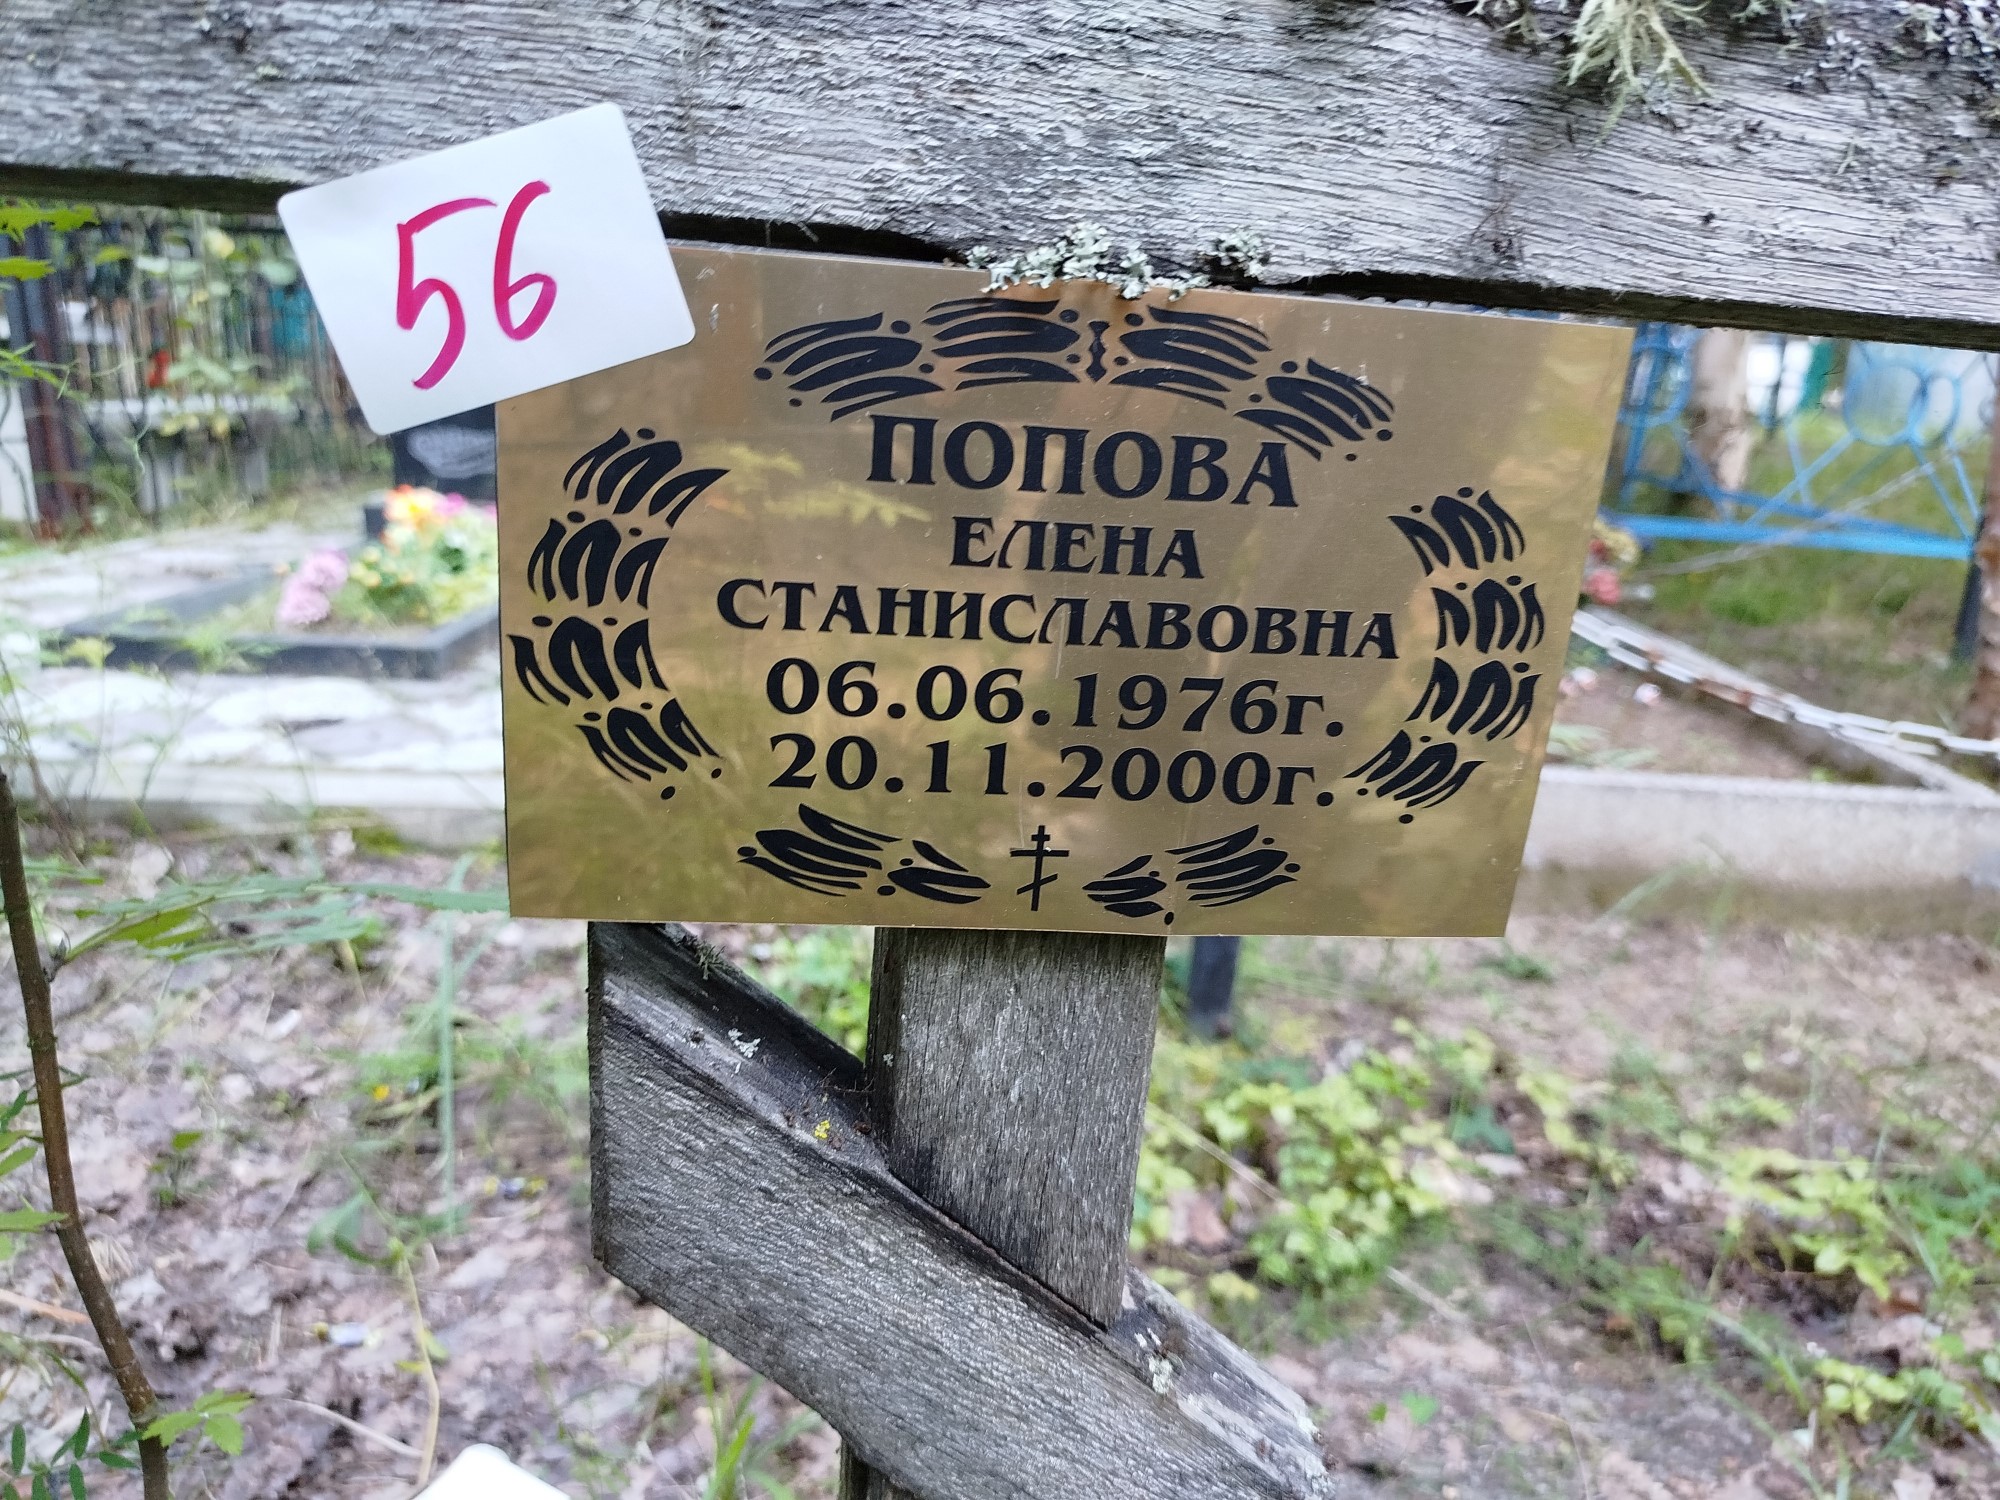 56
ПОПОВА
ЕЛЕНА
СТАНИСЛАВОВНА
06.06.1976г.
20.11.2000г.